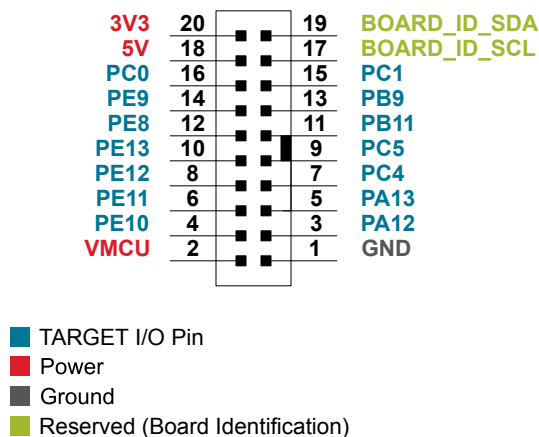 3V3 20 19 BOARD_ID_SDA
5V 18 17 BOARD_ID_SCL
PC0 16 15 PC1
PE9 14 13 PB9
PE8 12 11 PB11
PE13 10 9 PC5
PE12 8 7 PC4
PE11 6 5 PA13
PE10 4 3 PA12
VMCU 2 1 GND
TARGET I/O Pin
Power
Ground
Reserved (Board Identification)